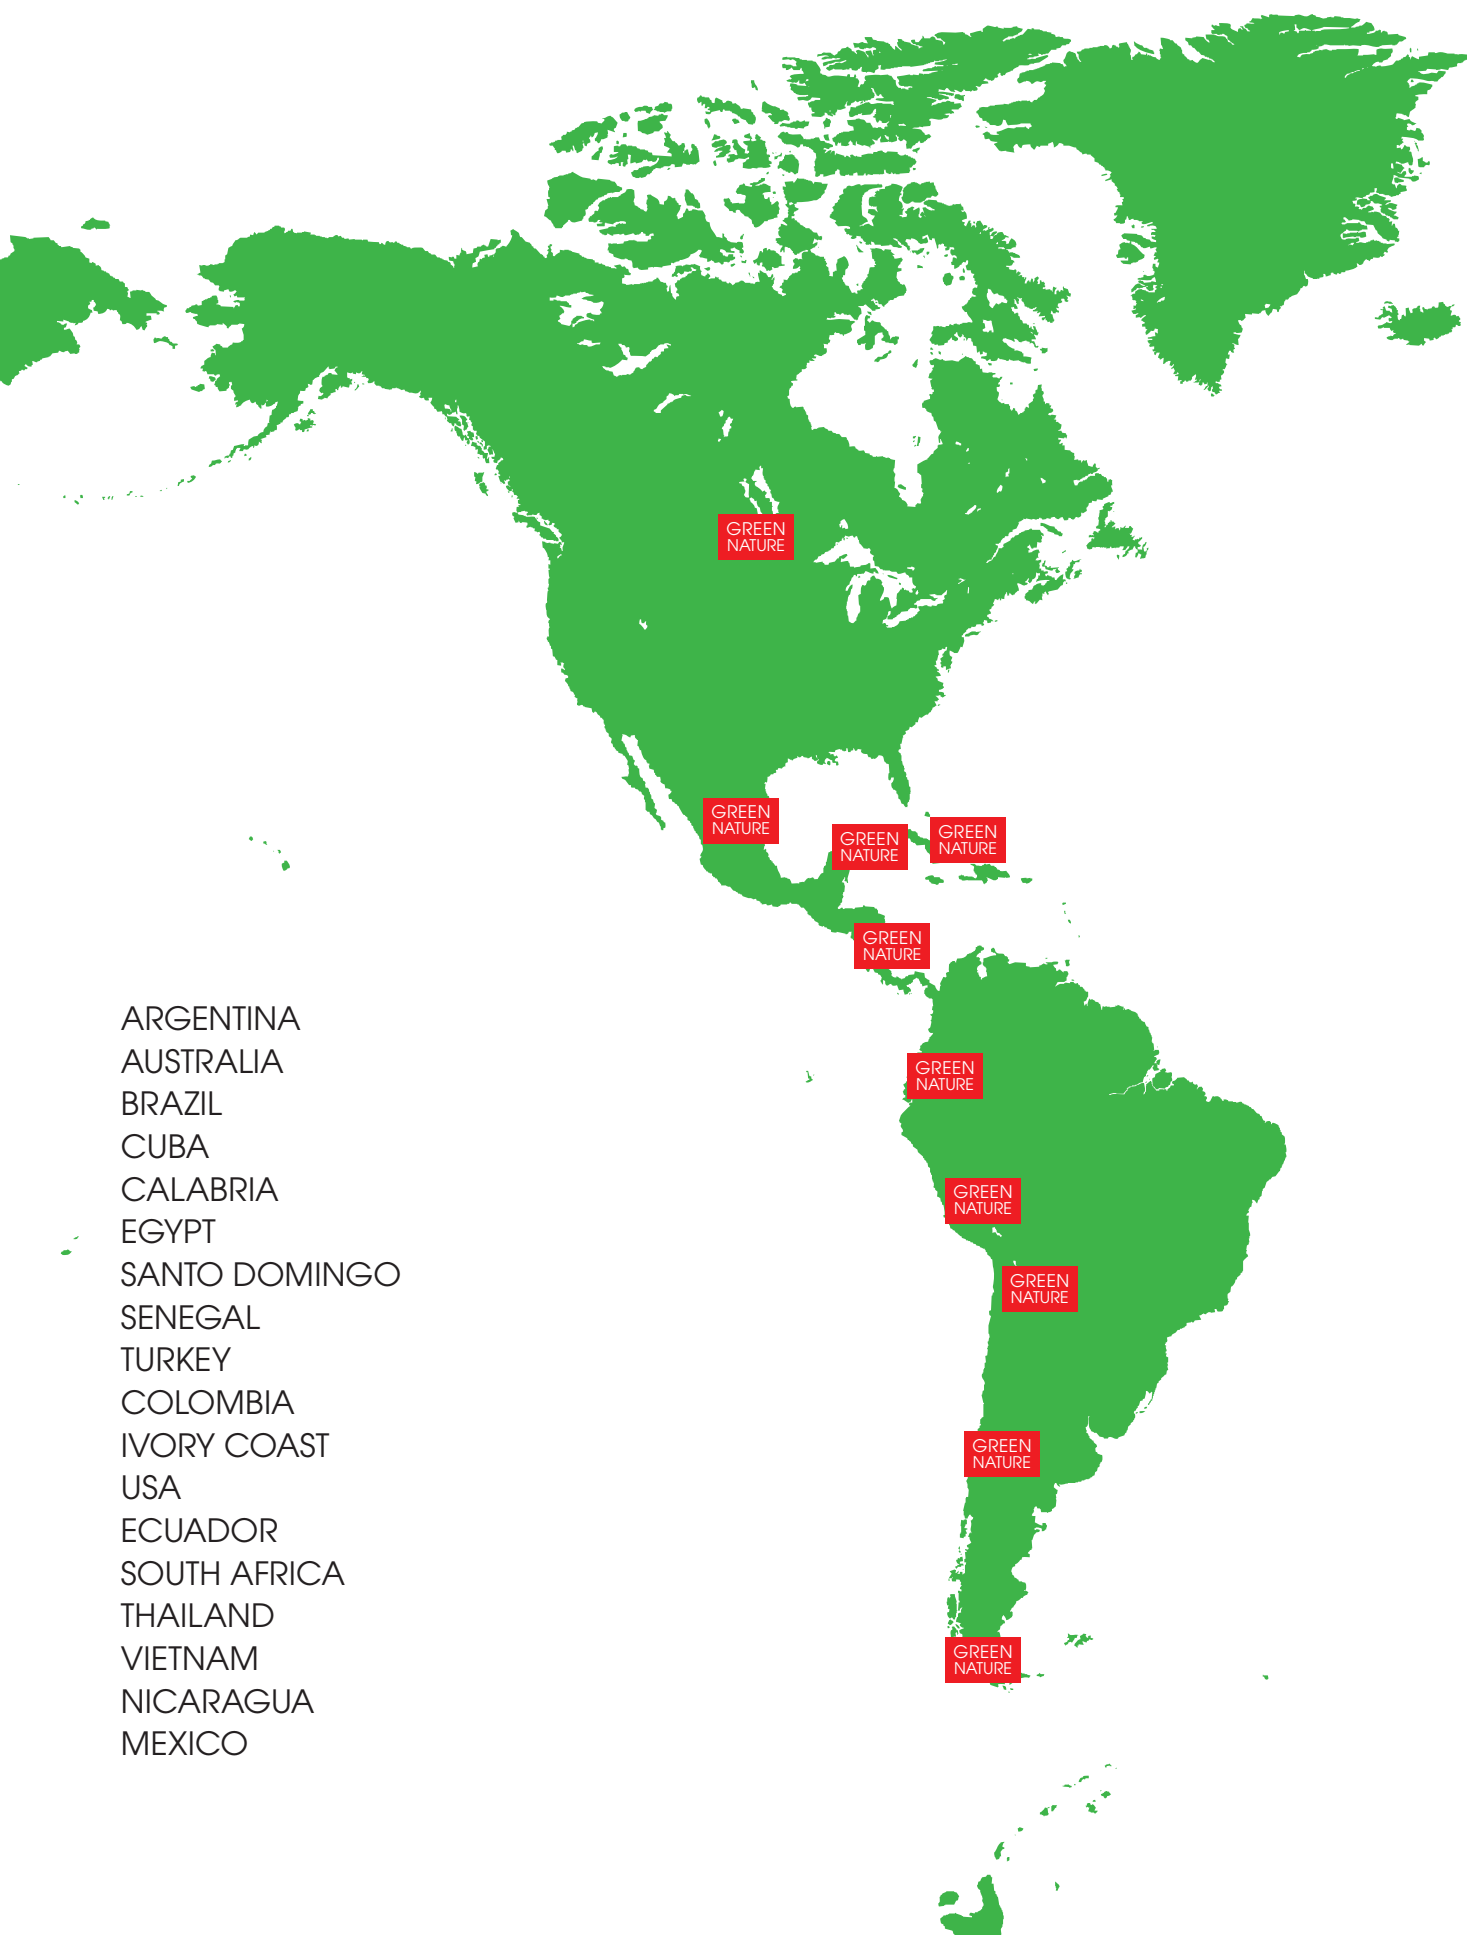 GREEN
NATURE
GREEN
NATURE
GREEN
NATURE
GREEN
NATURE
GREEN
NATURE
GREEN
NATURE
GREEN
NATURE
GREEN
NATURE
GREEN
NATURE
GREEN
NATURE
ARGENTINA
AUSTRALIA
BRAZIL
CUBA
CALABRIA
EGYPT
SANTO DOMINGO
SENEGAL
TURKEY
COLOMBIA
IVORY COAST
USA
ECUADOR
SOUTH AFRICA
THAILAND
VIETNAM
NICARAGUA
MEXICO